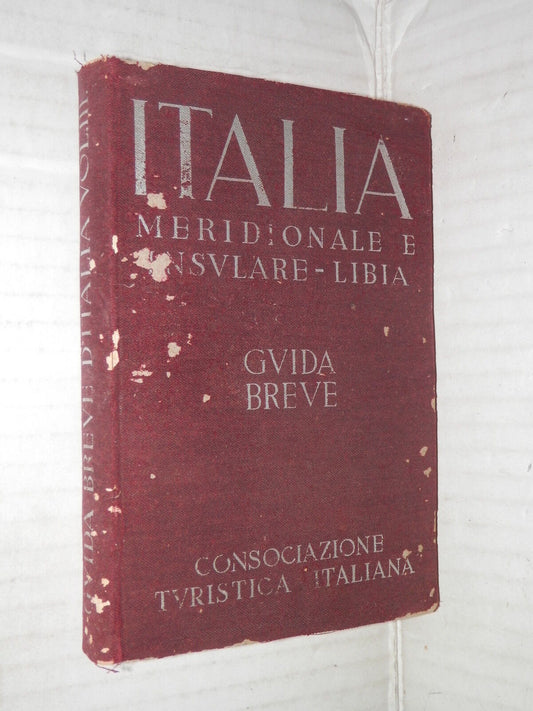 ITALIA
MERIDIONALE E
INSVLARE - LIBIA
GVIDA
BREVE
CONSOCIAZIONE
TVRISTICA ITALIANA
GVIDA BREVE D'ITALIA VOL. III